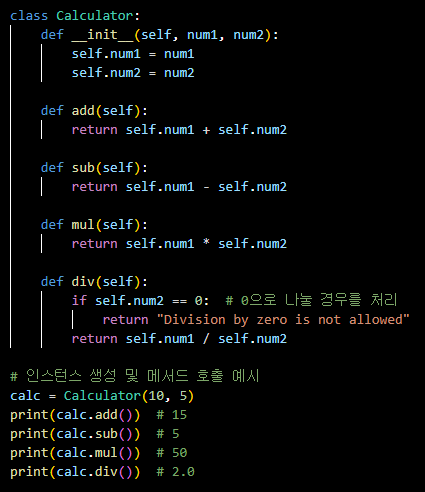 class Calculator:
    def __init__(self, num1, num2):
        self.num1 = num1
        self.num2 = num2

    def add(self):
        return self.num1 + self.num2

    def sub(self):
        return self.num1 - self.num2

    def mul(self):
        return self.num1 * self.num2

    def div(self):
        if self.num2 == 0:  # 0으로 나눌 경우를 처리
            return "Division by zero is not allowed"
        return self.num1 / self.num2

# 인스턴스 생성 및 메서드 호출 예시
calc = Calculator(10, 5)
print(calc.add())  # 15
print(calc.sub())  # 5
print(calc.mul())  # 50
print(calc.div())  # 2.0